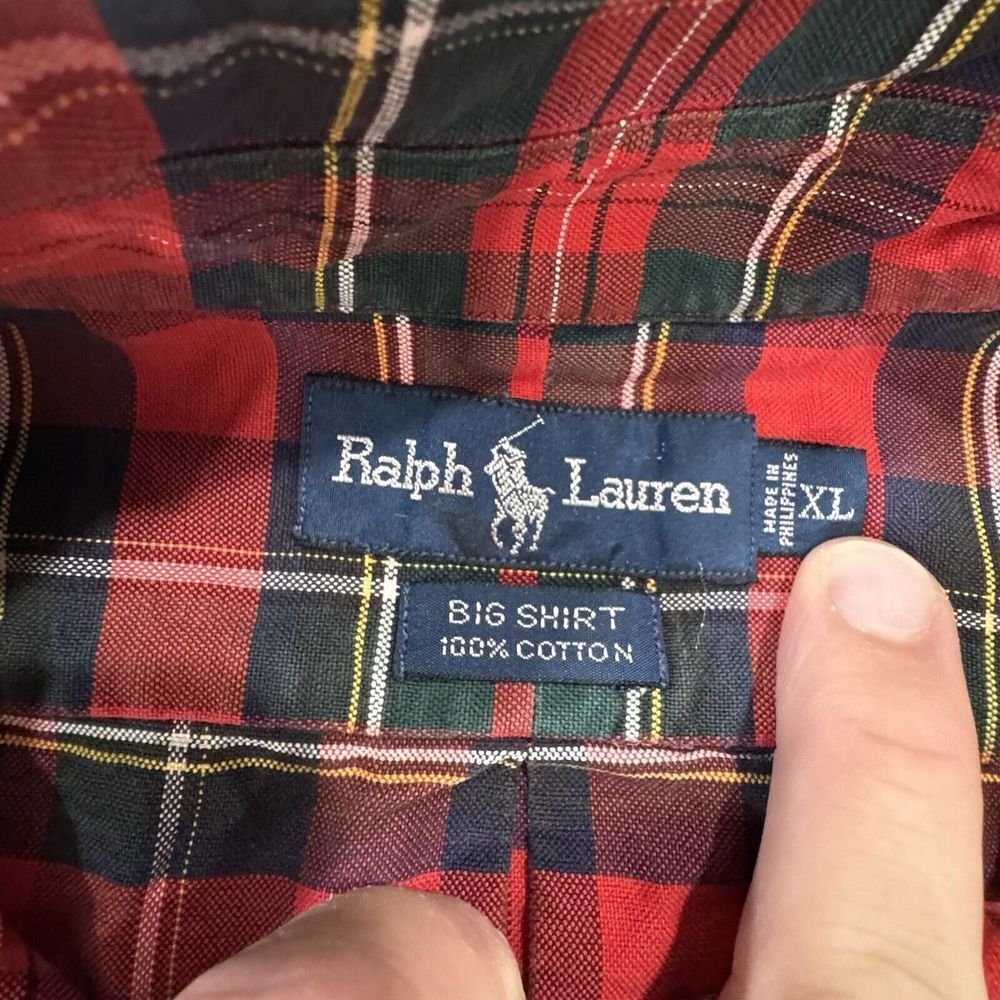 Ralph Lauren
MADE IN
PHILIPPINES
XL
BIG SHIRT
100% COTTON